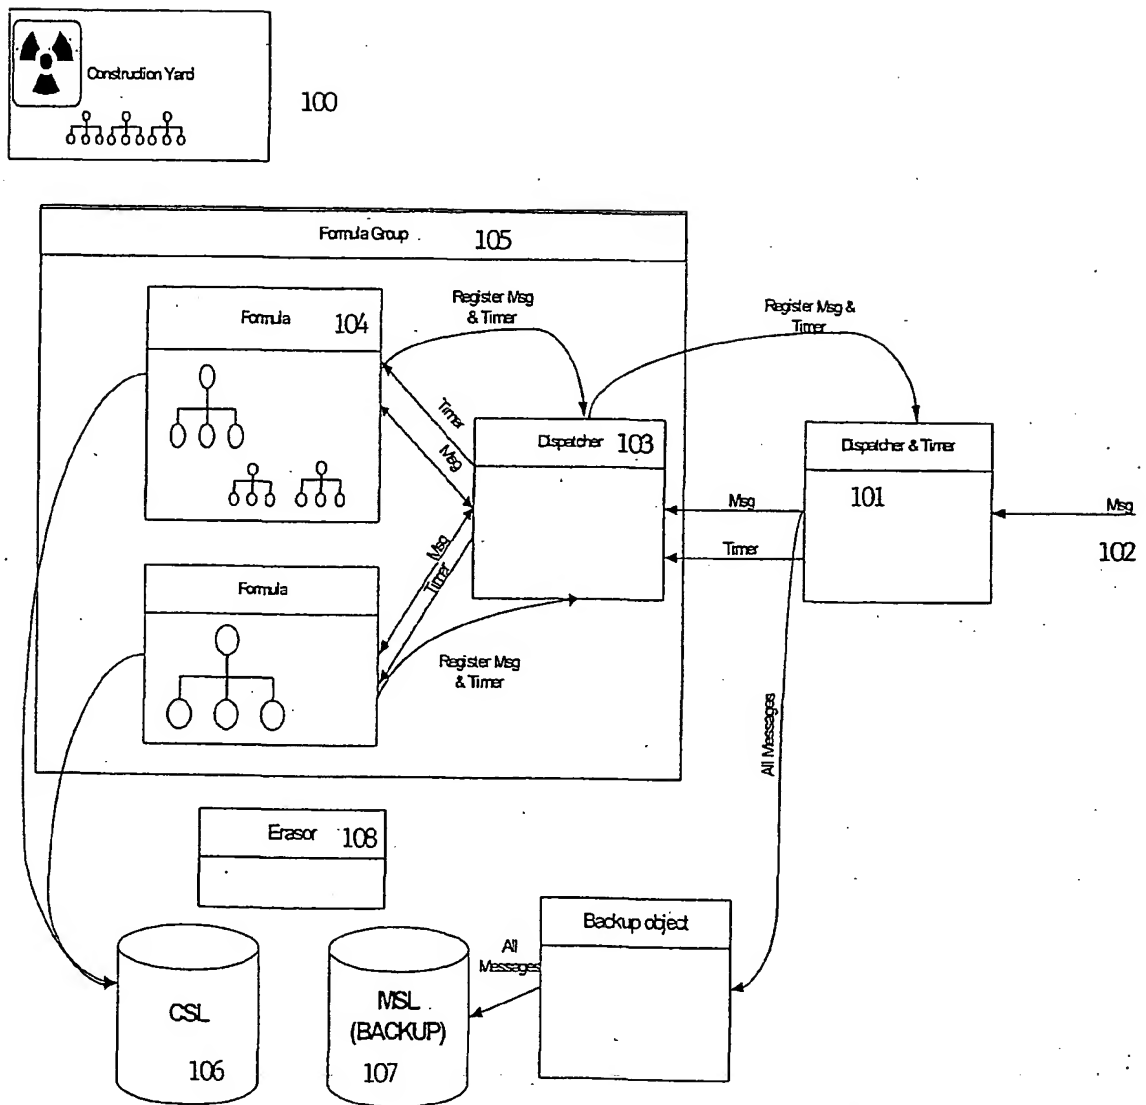 Construction Yard
100
Formula Group 105
Formula 104
Register Msg
& Timer
Register Msg &
Timer
Timer
Msg
Dispatcher 103
Dispatcher & Timer
101
Msg
Msg
102
Timer
Msg
Timer
Formula
Register Msg
& Timer
All Messages
Erasor 108
Backup object
All
Messages
CSL
106
MSL
(BACKUP)
107